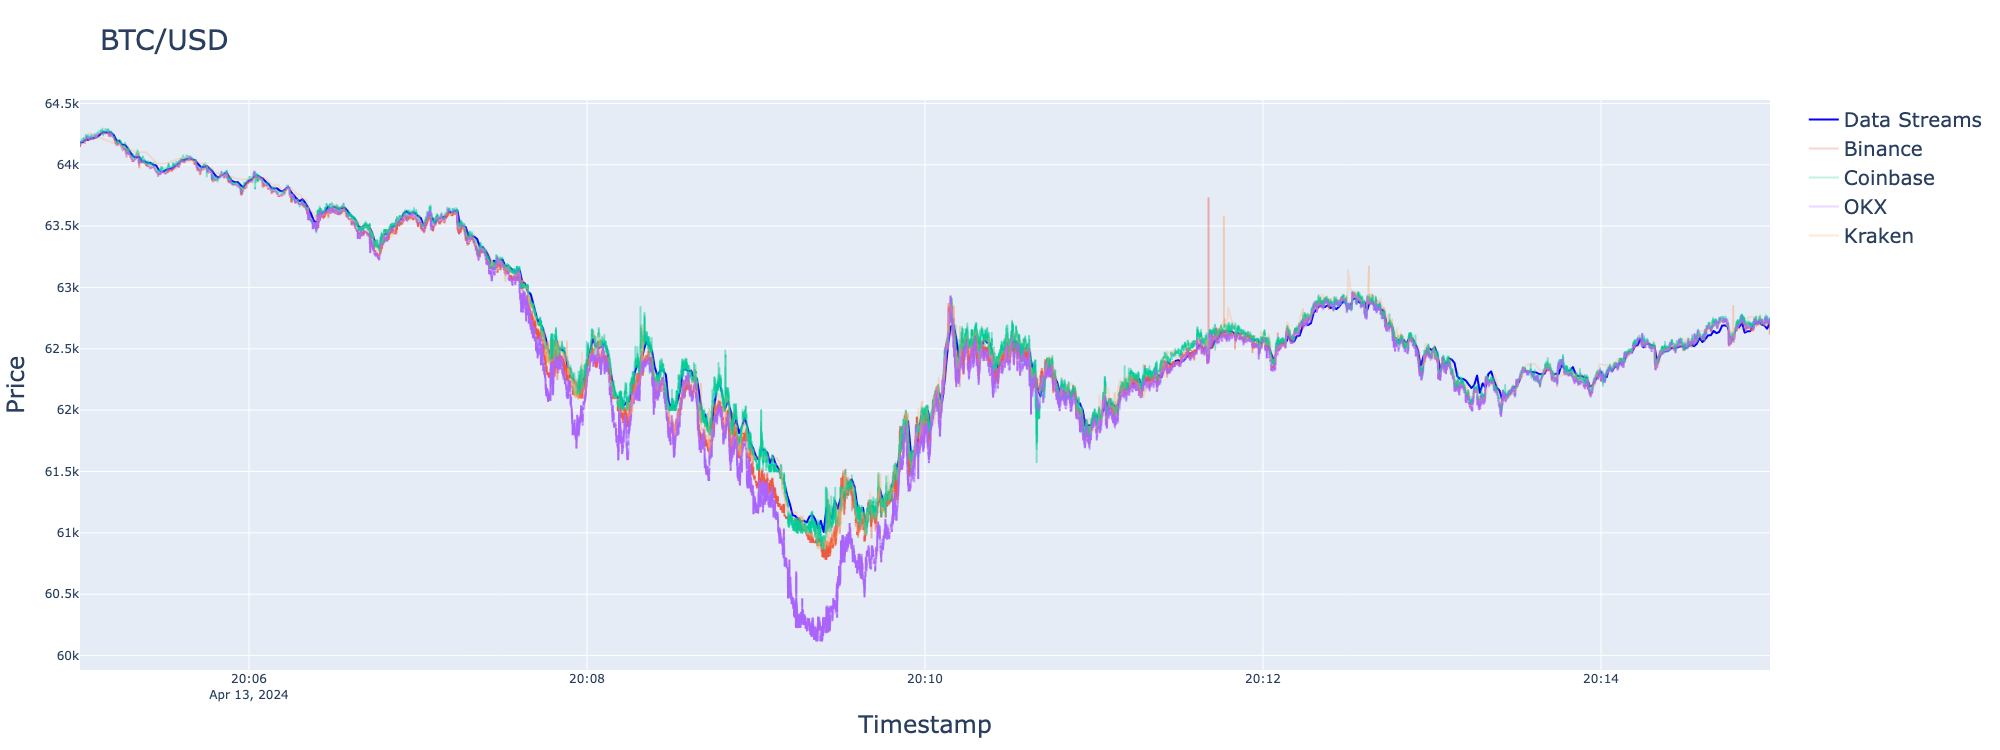 BTC/USD
64.5k
64k
63.5k
63k
62.5k
62k
61.5k
61k
60.5k
60k
Price
20:06
Apr 13, 2024
20:08
20:10
20:12
20:14
Timestamp
Data Streams
Binance
Coinbase
OKX
Kraken